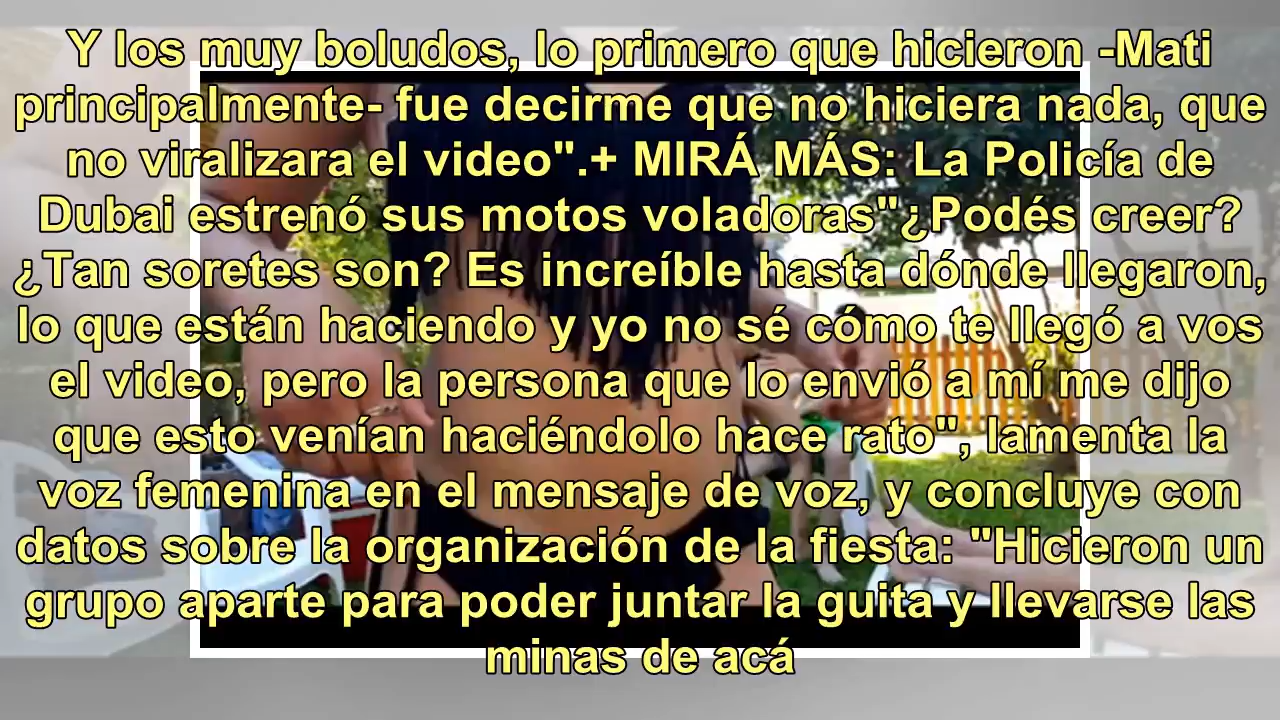 Y los muy boludos, lo primero que hicieron -Mati
principalmente- fue decirme que no hiciera nada, que
no viralizara el video".+ MIRÁ MÁS: La Policía de
Dubai estrenó sus motos voladoras"¿Podés creer?
¿Tan soretes son? Es increíble hasta dónde llegaron,
lo que están haciendo y yo no sé cómo te llegó a vos
el video, pero la persona que lo envió a mí me dijo
que esto venían haciéndolo hace rato", lamenta la
voz femenina en el mensaje de voz, y concluye con
datos sobre la organización de la fiesta: "Hicieron un
grupo aparte para poder juntar la guita y llevarse las
minas de acá